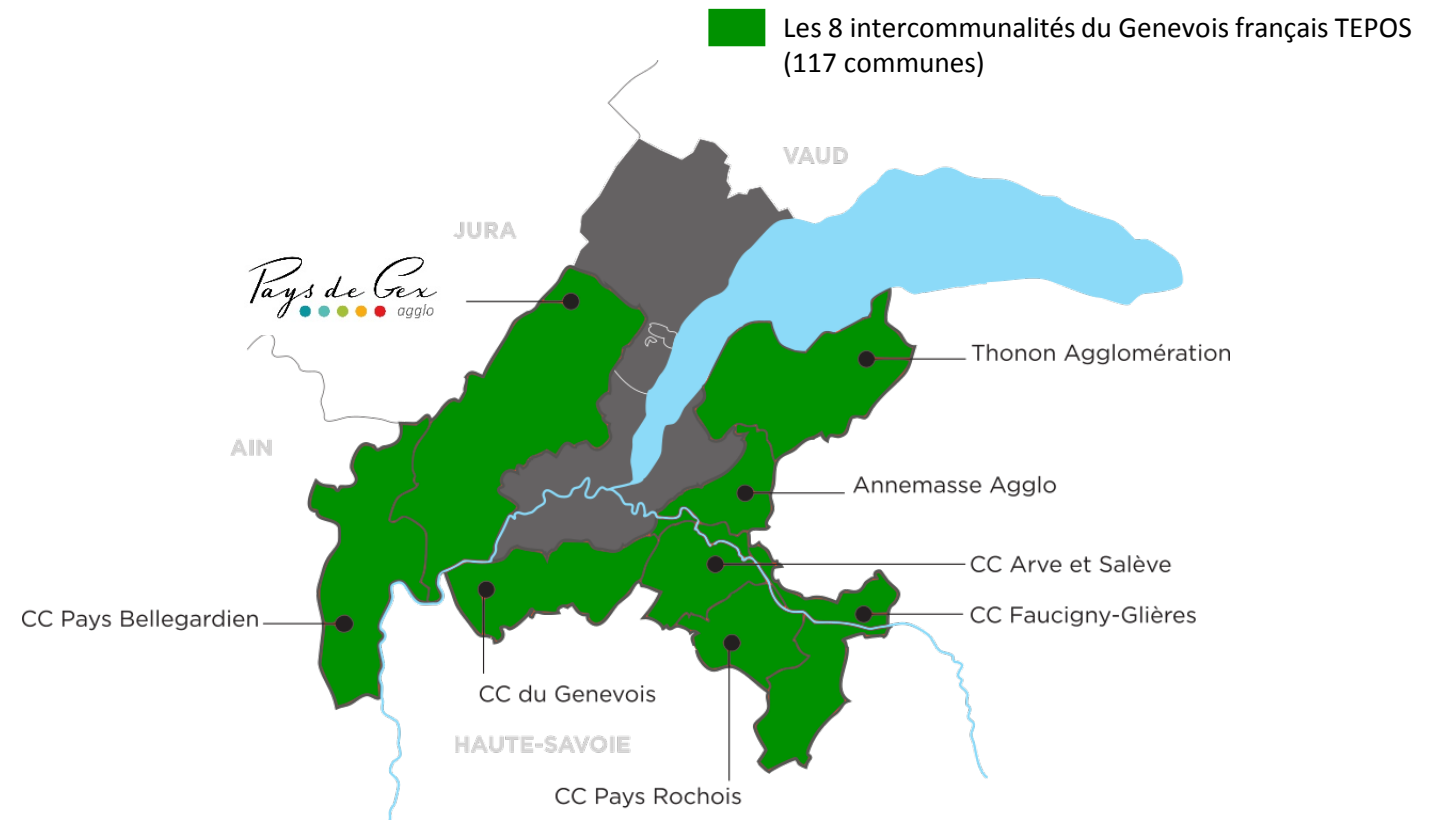 Les 8 intercommunalités du Genevois français TEPOS
(117 communes)
VAUD
JURA
Pays de Gex
agglo
Thonon Agglomération
AIN
Annemasse Agglo
CC Arve et Salève
CC Faucigny-Glières
CC Pays Bellegardien
CC du Genevois
HAUTE-SAVOIE
CC Pays Rochois